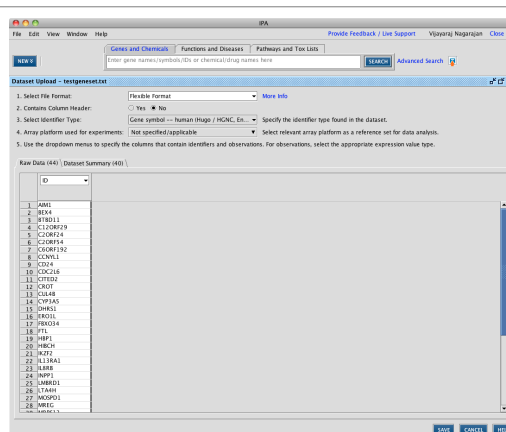 IPA
File Edit View Window Help
Provide Feedback / Live Support Vijayaraj Nagarajan Close
Genes and Chemicals Functions and Diseases Pathways and Tox Lists
NEW Enter gene names/symbols/IDs or chemical/drug names here SEARCH Advanced Search
Dataset Upload - testgeneset.txt
1. Select File Format: Flexible Format More Info
2. Contains Column Header: Yes No
3. Select Identifier Type: Gene symbol -- human (Hugo / HGNC, En... Specify the identifier type found in the dataset.
4. Array platform used for experiments: Not specified/applicable Select relevant array platform as a reference set for data analysis.
5. Use the dropdown menus to specify the columns that contain identifiers and observations. For observations, select the appropriate expression value type.
Raw Data (44) \ Dataset Summary (40) \
ID
1 AIM1
2 BEX4
3 BTBD11
4 C12ORF29
5 C2ORF24
6 C2ORF54
7 C6ORF192
8 CCNYL1
9 CD24
10 CDC2L6
11 CITED2
12 CROT
13 CUL4B
14 CYP3A5
15 DHRS1
16 ERO1L
17 FBXO34
18 FTL
19 HBP1
20 HIBCH
21 IKZF2
22 IL13RA1
23 IL8RB
24 INPP1
25 LMBRD1
26 LTA4H
27 MOSPD1
28 MREG
SAVE CANCEL HEL